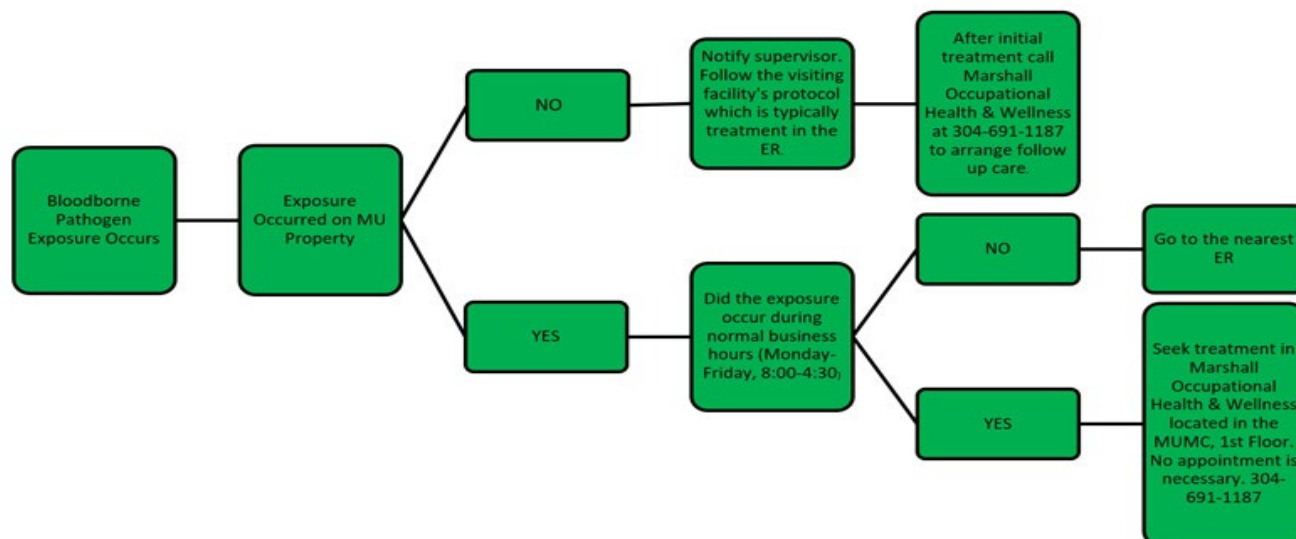 Bloodborne
Pathogen
Exposure Occurs
Exposure
Occurred on MU
Property
NO
Notify supervisor.
Follow the visiting
facility's protocol
which is typically
treatment in the
ER.
After initial
treatment call
Marshall
Occupational
Health & Wellness
at 304-691-1187
to arrange follow
up care.
YES
Did the exposure
occur during
normal business
hours (Monday-
Friday, 8:00-4:30)
NO
Go to the nearest
ER
YES
Seek treatment in
Marshall
Occupational
Health & Wellness
located in the
MUMC, 1st Floor.
No appointment is
necessary. 304-
691-1187